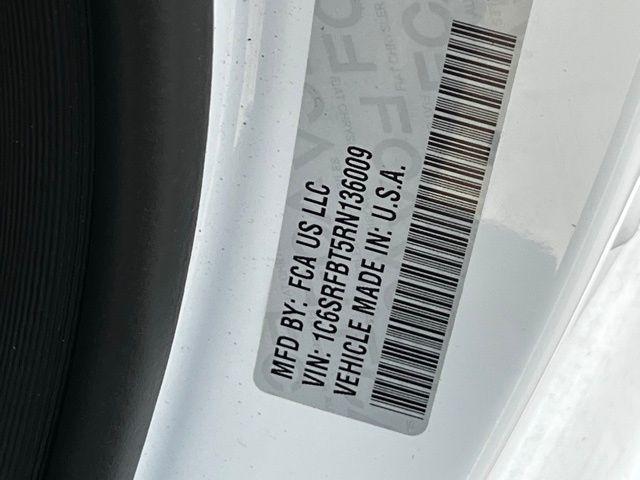 MFD BY: FCA US LLC
VIN: 1C6SRFBT5RN136009
VEHICLE MADE IN: U.S.A.